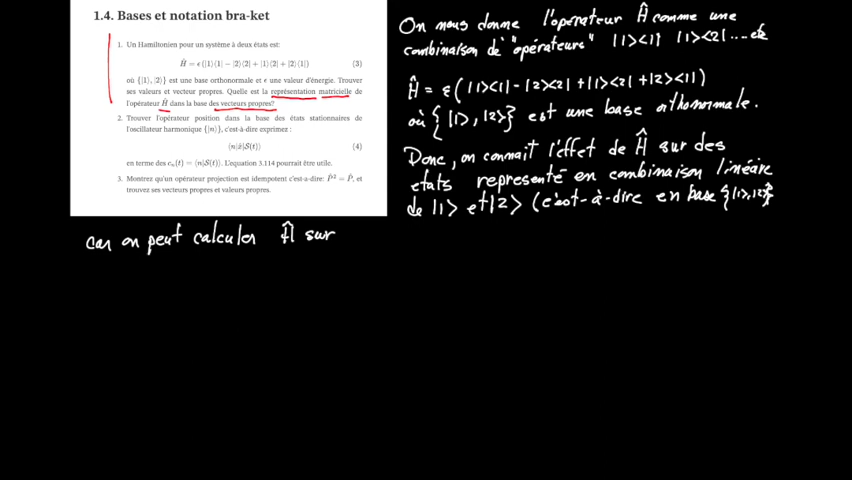 1.4. Bases et notation bra-ket
1. Un Hamiltonien pour un système à deux états est:
Ĥ = ϵ (|1⟩⟨1| − |2⟩⟨2| + |1⟩⟨2| + |2⟩⟨1|) (3)
où {|1⟩, |2⟩} est une base orthonormale et ϵ une valeur d'énergie. Trouver
ses valeurs et vecteur propres. Quelle est la représentation matricielle de
l'opérateur Ĥ dans la base des vecteurs propres?
2. Trouver l'opérateur position dans la base des états stationnaires de
l'oscillateur harmonique {|n⟩}, c'est-à-dire exprimez :
⟨n|x̂|S(t)⟩ (4)
en terme des cₙ(t) = ⟨n|S(t)⟩. L'equation 3.114 pourrait être utile.
3. Montrez qu'un opérateur projection est idempotent c'est-a-dire: P̂² = P̂, et
trouvez ses vecteurs propres et valeurs propres.
On nous donne l'opérateur Ĥ comme une
combinaison de "opérateurs" |1><1| |1><2| .... etc
Ĥ = ε(|1><1| - |2><2| + |1><2| + |2><1|)
où {|1>, |2>} est une base orthonormale.
Donc, on connait l'effet de Ĥ sur des
etats representé en combinaison linéaire
de |1> et |2> (c'est-à-dire en base {|1>,|2>}
car on peut calculer Ĥ sur